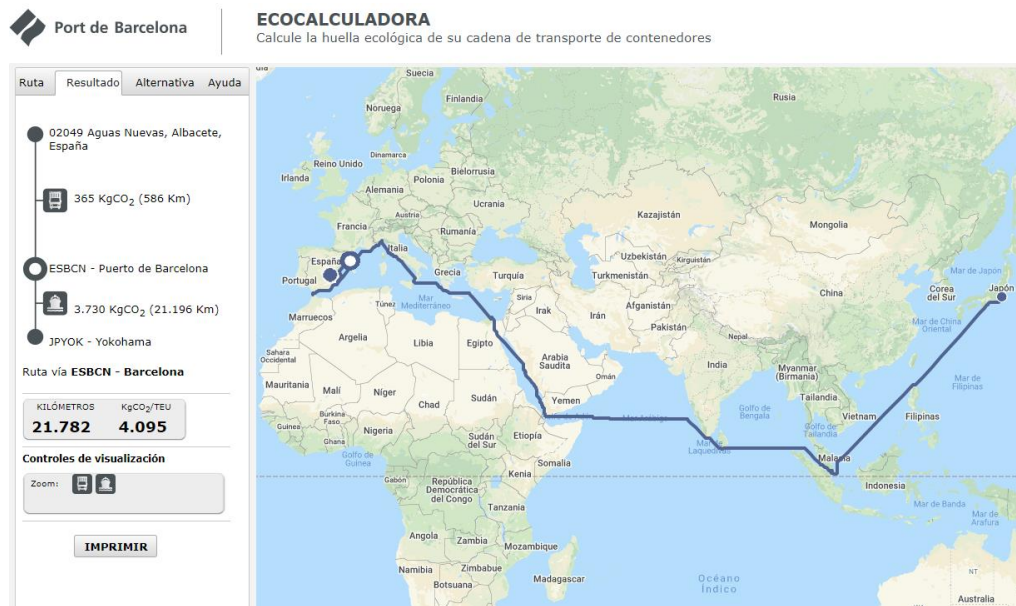 Port de Barcelona
ECOCALCULADORA
Calcule la huella ecológica de su cadena de transporte de contenedores
Ruta Resultado Alternativa Ayuda
02049 Aguas Nuevas, Albacete,
España
365 KgCO2 (586 Km)
ESBCN - Puerto de Barcelona
3.730 KgCO2 (21.196 Km)
JPYOK - Yokohama
Ruta vía ESBCN - Barcelona
KILÓMETROS KgCO2/TEU
21.782 4.095
Controles de visualización
Zoom:
IMPRIMIR
Suecia
Finlandia
Noruega
Rusia
Dinamarca
Reino Unido
Irlanda
Bielorrusia
Polonia
Alemania
Ucrania
Austria
Kazajistán
Mongolia
Francia
Rumanía
Italia
Uzbekistán
Kirguistán
España
Mar de Japón
Portugal
Grecia
Turquía
Turkmenistán
Japón
Corea
del Sur
China
Túnez
Mar
Mediterráneo
Siria
Irak
Irán
Afganistán
Marruecos
Pakistán
Mar de China
Oriental
Argelia
Libia
Egipto
Nepal
Sahara
Occidental
Arabia
Saudita
Omán
India
Myanmar
(Birmania)
Mar de
Filipinas
Mauritania
Malí
Níger
Chad
Sudán
Yemen
Tailandia
Golfo de
Bengala
Vietnam
Filipinas
Burkina
Faso
Guinea
Ghana
Nigeria
Sudán
del Sur
Etiopía
Golfo de
Tailandia
Mar de
Laquedivas
Golfo de
Guinea
Somalia
Malasia
Gabón
Kenia
República
Democrática
del Congo
Indonesia
Tanzania
Mar de Banda
Mar de
Arafura
Angola
Zambia
Mozambique
Namibia
Zimbabue
Botsuana
Madagascar
Océano
Índico
NT
Australia